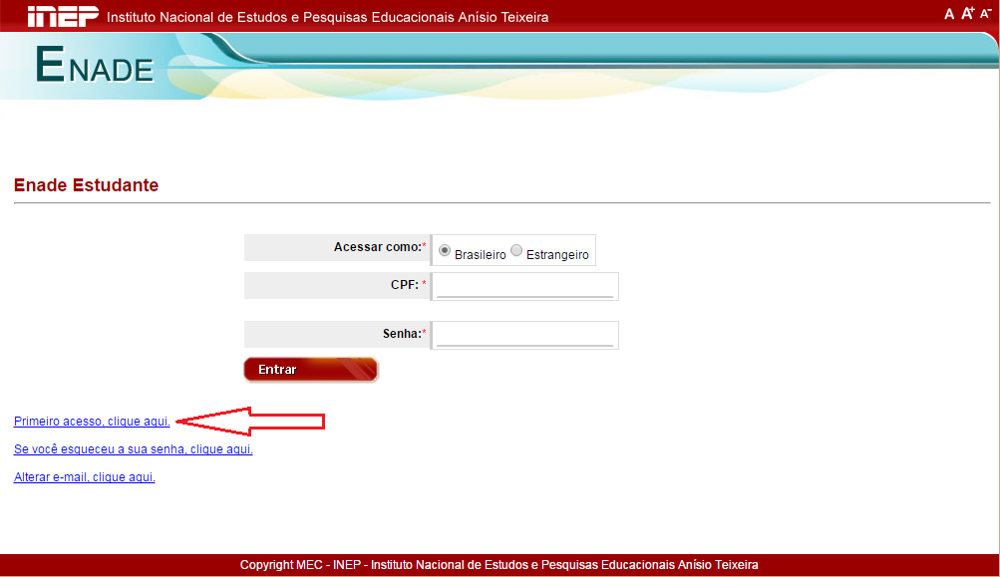 INEP Instituto Nacional de Estudos e Pesquisas Educacionais Anísio Teixeira A A+ A-
ENADE
Enade Estudante
Acessar como:* Brasileiro Estrangeiro
CPF: *
Senha:*
Entrar
Primeiro acesso, clique aqui.
Se você esqueceu a sua senha, clique aqui.
Alterar e-mail, clique aqui.
Copyright MEC - INEP - Instituto Nacional de Estudos e Pesquisas Educacionais Anísio Teixeira